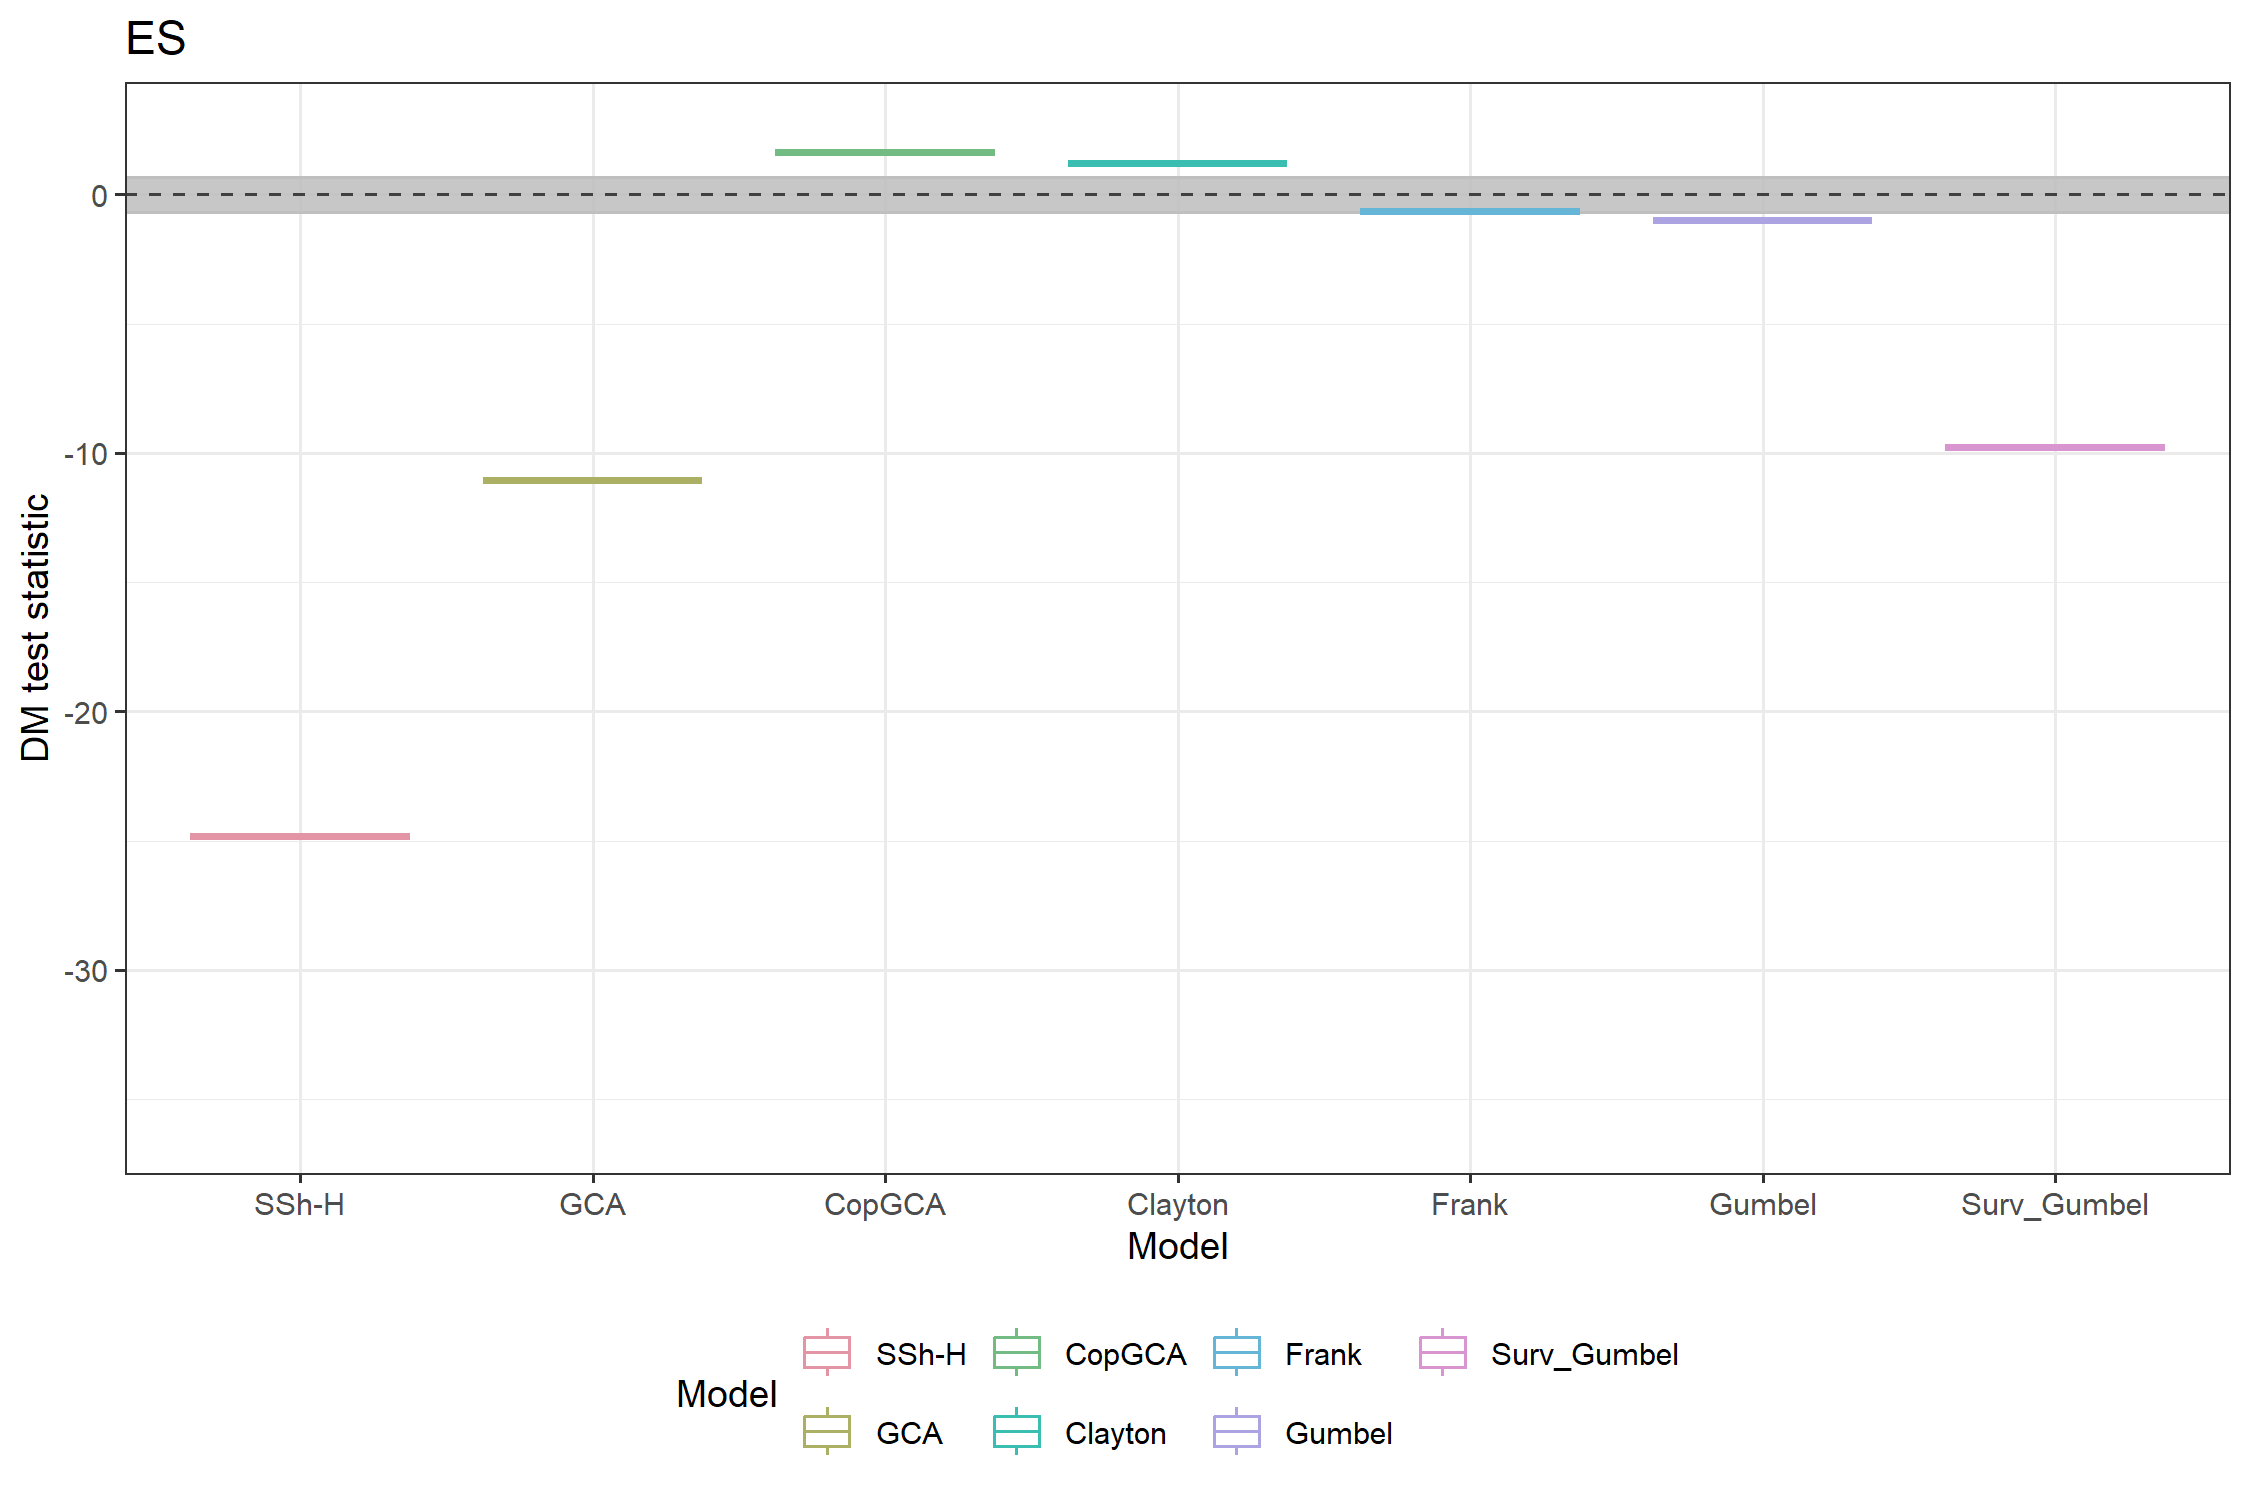 ES
DM test statistic
0
-10
-20
-30
SSh-H GCA CopGCA Clayton Frank Gumbel Surv_Gumbel
Model
Model
SSh-H CopGCA Frank Surv_Gumbel
GCA Clayton Gumbel